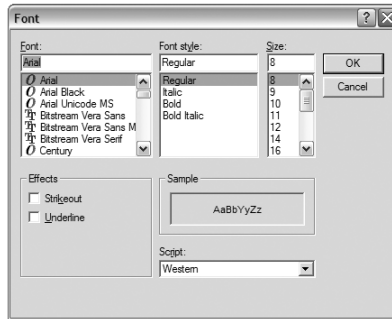 Font
Font:
Font style:
Size:
Arial
Regular
8
OK
Cancel
Arial
Arial Black
Arial Unicode MS
Bitstream Vera Sans
Bitstream Vera Sans M
Bitstream Vera Serif
Century
Regular
Italic
Bold
Bold Italic
8
9
10
11
12
14
16
Effects
Strikeout
Underline
Sample
AaBbYyZz
Script:
Western